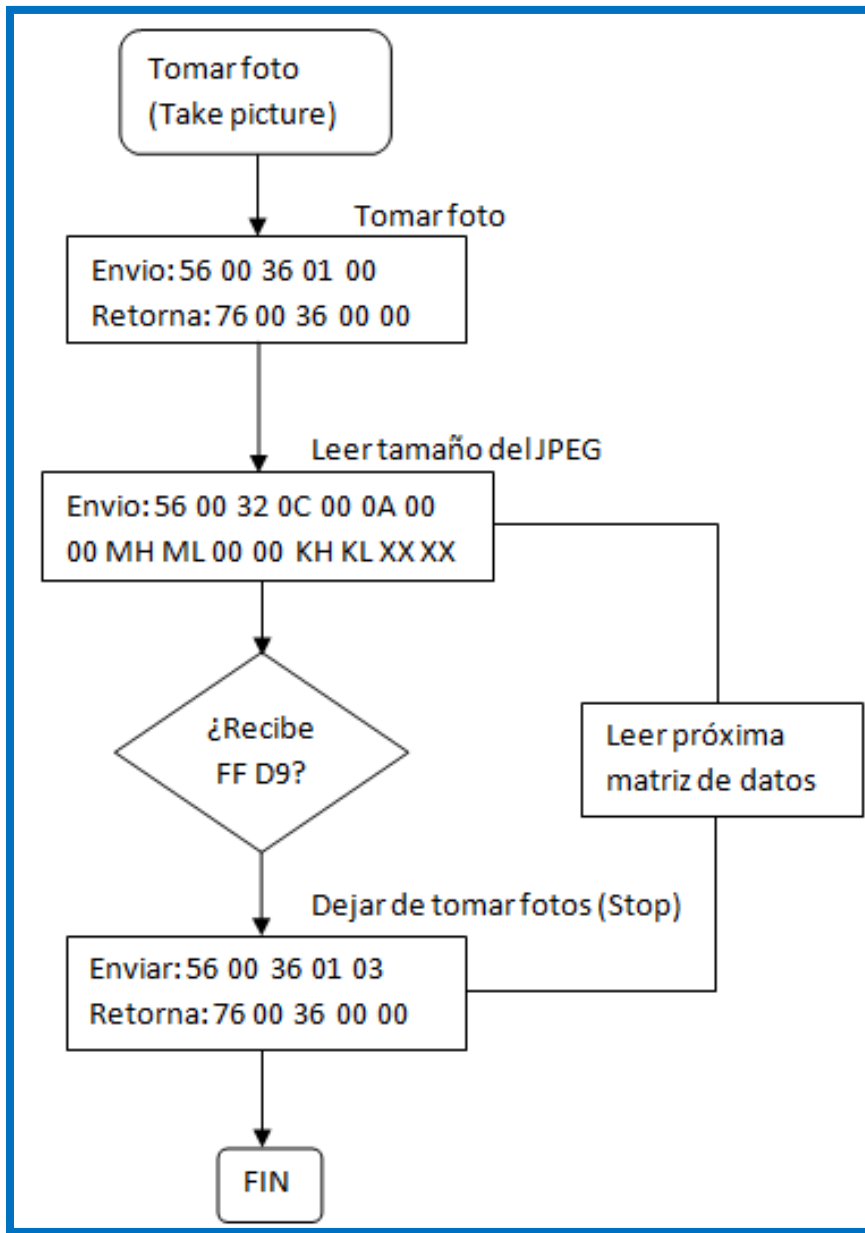 Tomar foto
(Take picture)
Tomar foto
Envio: 56 00 36 01 00
Retorna: 76 00 36 00 00
Leer tamaño del JPEG
Envio: 56 00 32 0C 00 0A 00
00 MH ML 00 00 KH KL XX XX
¿Recibe
FF D9?
Leer próxima
matriz de datos
Dejar de tomar fotos (Stop)
Enviar: 56 00 36 01 03
Retorna: 76 00 36 00 00
FIN